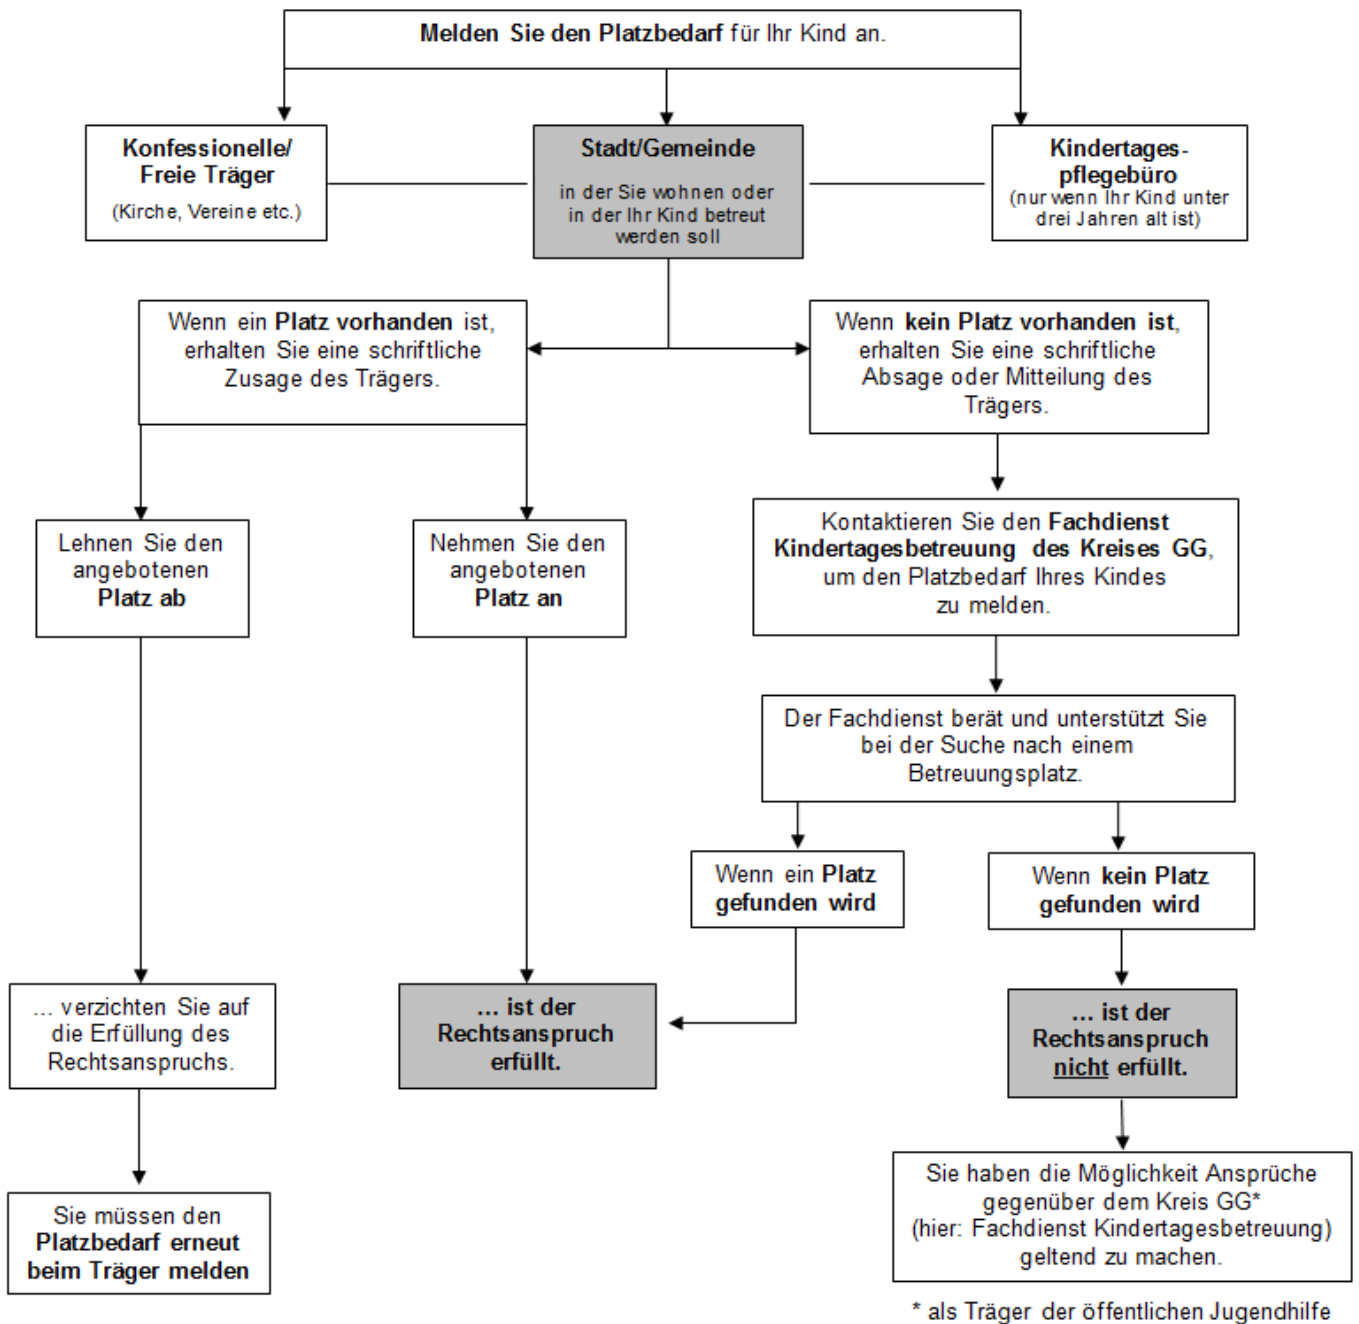 Melden Sie den Platzbedarf für Ihr Kind an.
Konfessionelle/
Freie Träger
(Kirche, Vereine etc.)
Stadt/Gemeinde
in der Sie wohnen oder
in der Ihr Kind betreut
werden soll
Kindertages-
pflegebüro
(nur wenn Ihr Kind unter
drei Jahren alt ist)
Wenn ein Platz vorhanden ist,
erhalten Sie eine schriftliche
Zusage des Trägers.
Wenn kein Platz vorhanden ist,
erhalten Sie eine schriftliche
Absage oder Mitteilung des
Trägers.
Lehnen Sie den
angebotenen
Platz ab
Nehmen Sie den
angebotenen
Platz an
Kontaktieren Sie den Fachdienst
Kindertagesbetreuung des Kreises GG,
um den Platzbedarf Ihres Kindes
zu melden.
Der Fachdienst berät und unterstützt Sie
bei der Suche nach einem
Betreuungsplatz.
Wenn ein Platz
gefunden wird
Wenn kein Platz
gefunden wird
... verzichten Sie auf
die Erfüllung des
Rechtsanspruchs.
... ist der
Rechtsanspruch
erfüllt.
... ist der
Rechtsanspruch
nicht erfüllt.
Sie müssen den
Platzbedarf erneut
beim Träger melden
Sie haben die Möglichkeit Ansprüche
gegenüber dem Kreis GG*
(hier: Fachdienst Kindertagesbetreuung)
geltend zu machen.
* als Träger der öffentlichen Jugendhilfe